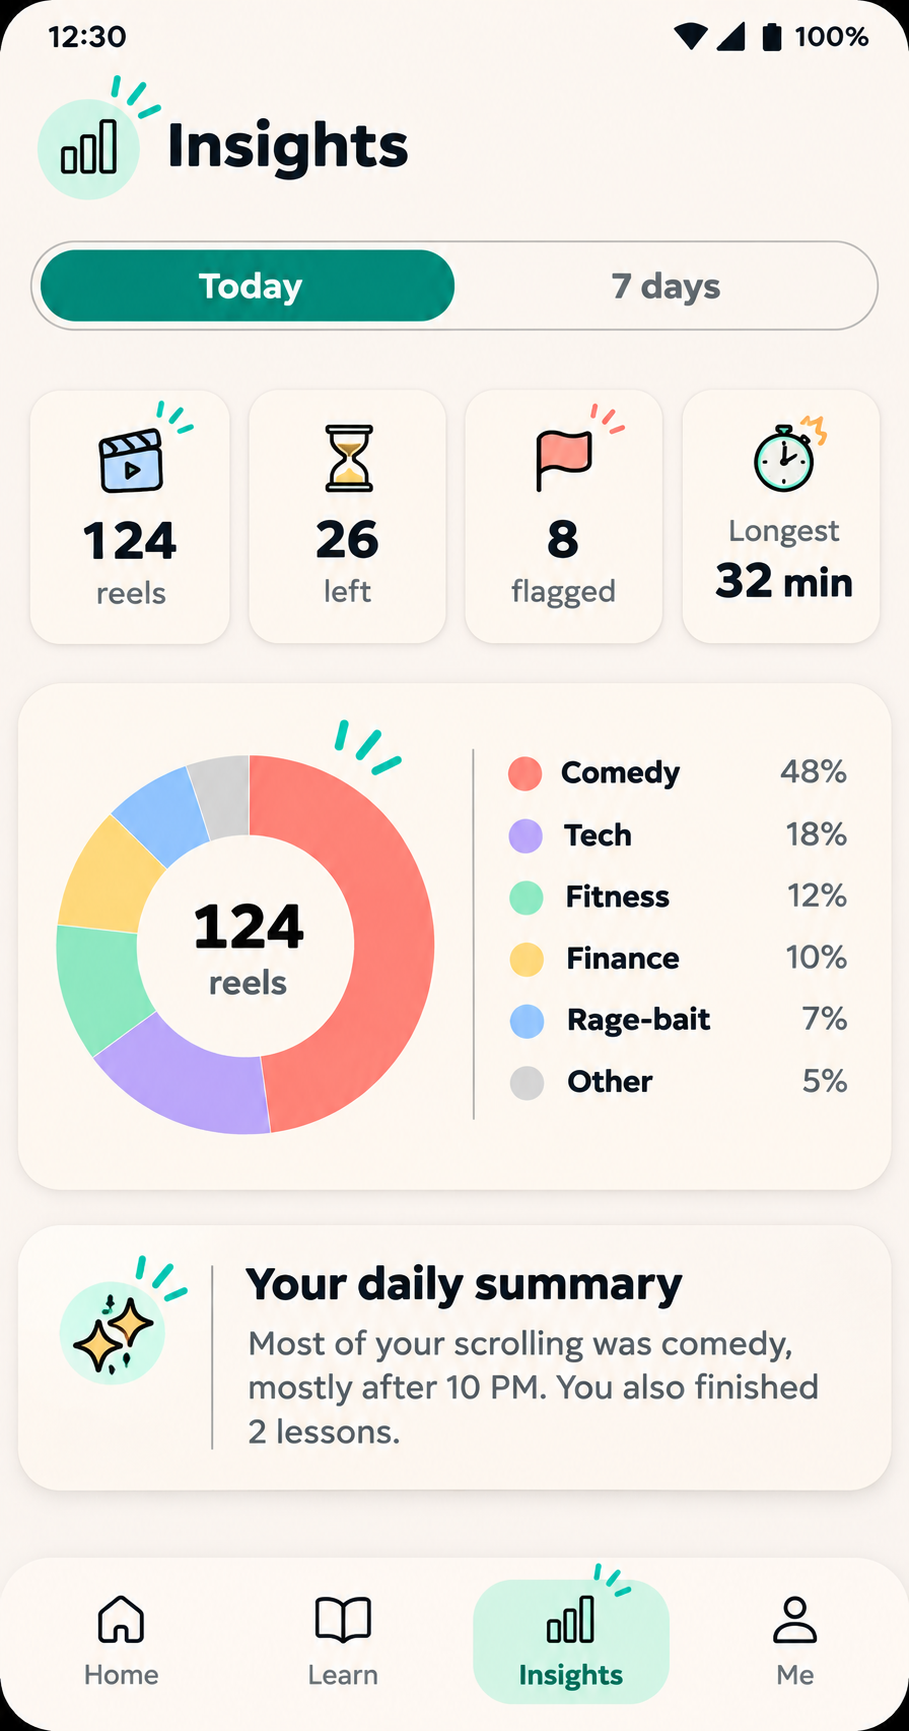 12:30
100%
Insights
Today
7 days
124
reels
26
left
8
flagged
Longest
32 min
124
reels
Comedy 48%
Tech 18%
Fitness 12%
Finance 10%
Rage-bait 7%
Other 5%
Your daily summary
Most of your scrolling was comedy,
mostly after 10 PM. You also finished
2 lessons.
Home
Learn
Insights
Me